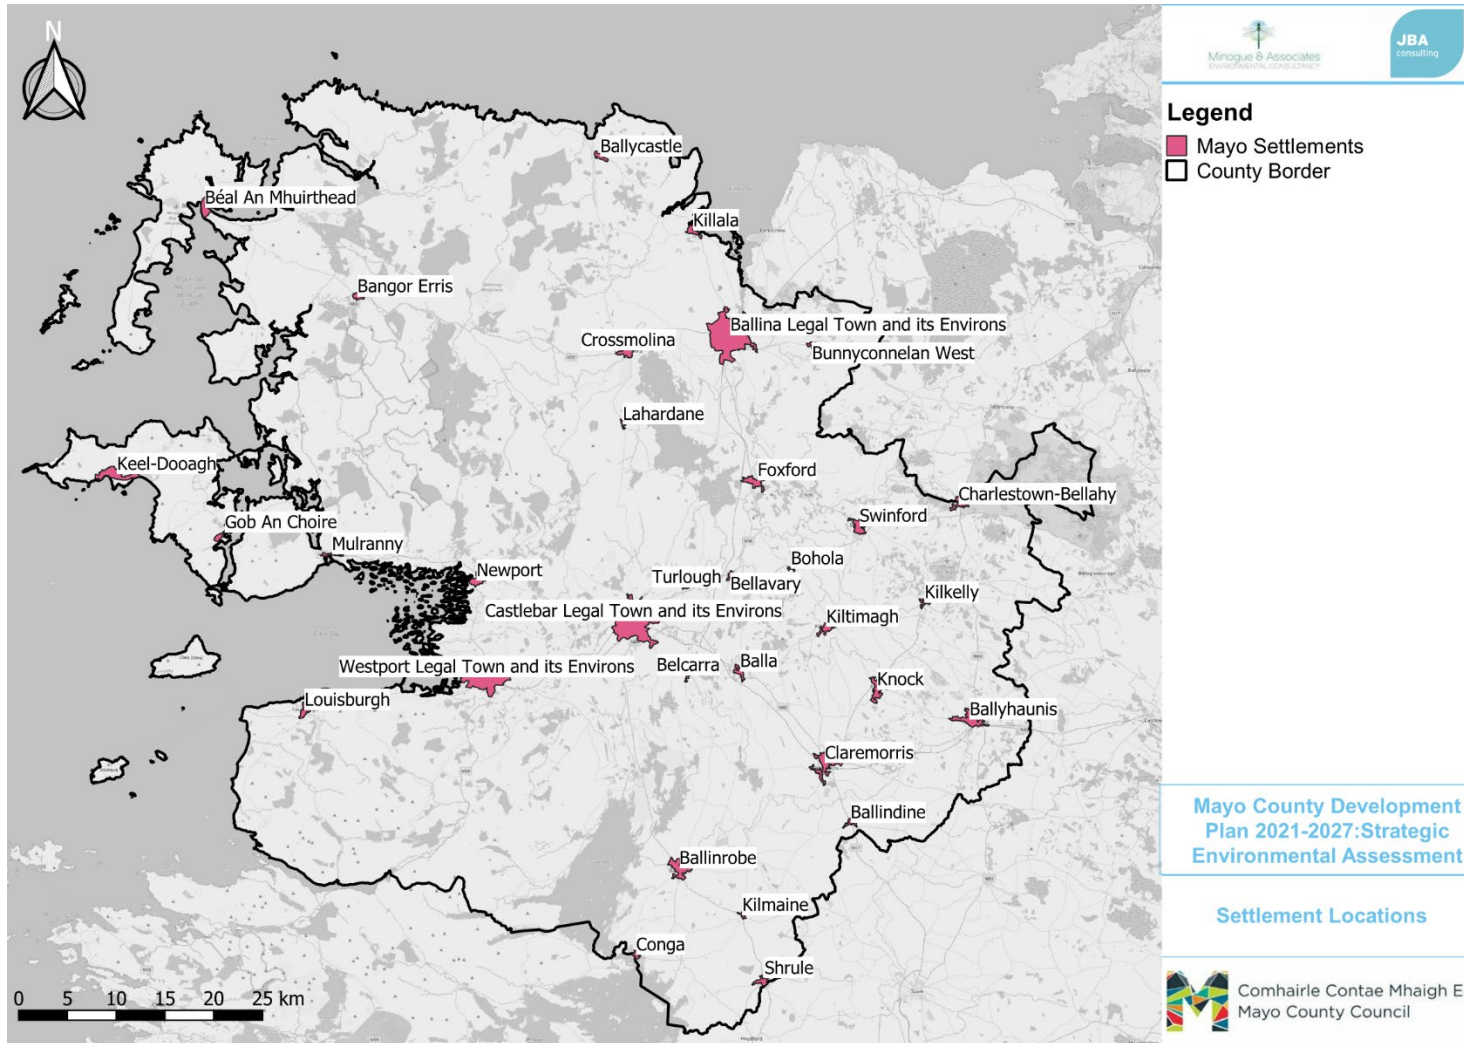 N
Minogue & Associates
ENVIRONMENTAL CONSULTANCY
JBA
consulting
Legend
Mayo Settlements
County Border
Ballycastle
Béal An Mhuirthead
Killala
Bangor Erris
Ballina Legal Town and its Environs
Crossmolina
Bunnyconnelan West
Lahardane
Keel-Dooagh
Foxford
Charlestown-Bellahy
Gob An Choire
Swinford
Mulranny
Newport
Bohola
Turlough
Bellavary
Kilkelly
Castlebar Legal Town and its Environs
Kiltimagh
Westport Legal Town and its Environs
Belcarra
Balla
Knock
Louisburgh
Ballyhaunis
Claremorris
Ballindine
Ballinrobe
Kilmaine
Conga
Shrule
0 5 10 15 20 25 km
Mayo County Development
Plan 2021-2027:Strategic
Environmental Assessment
Settlement Locations
Comhairle Contae Mhaigh E
Mayo County Council